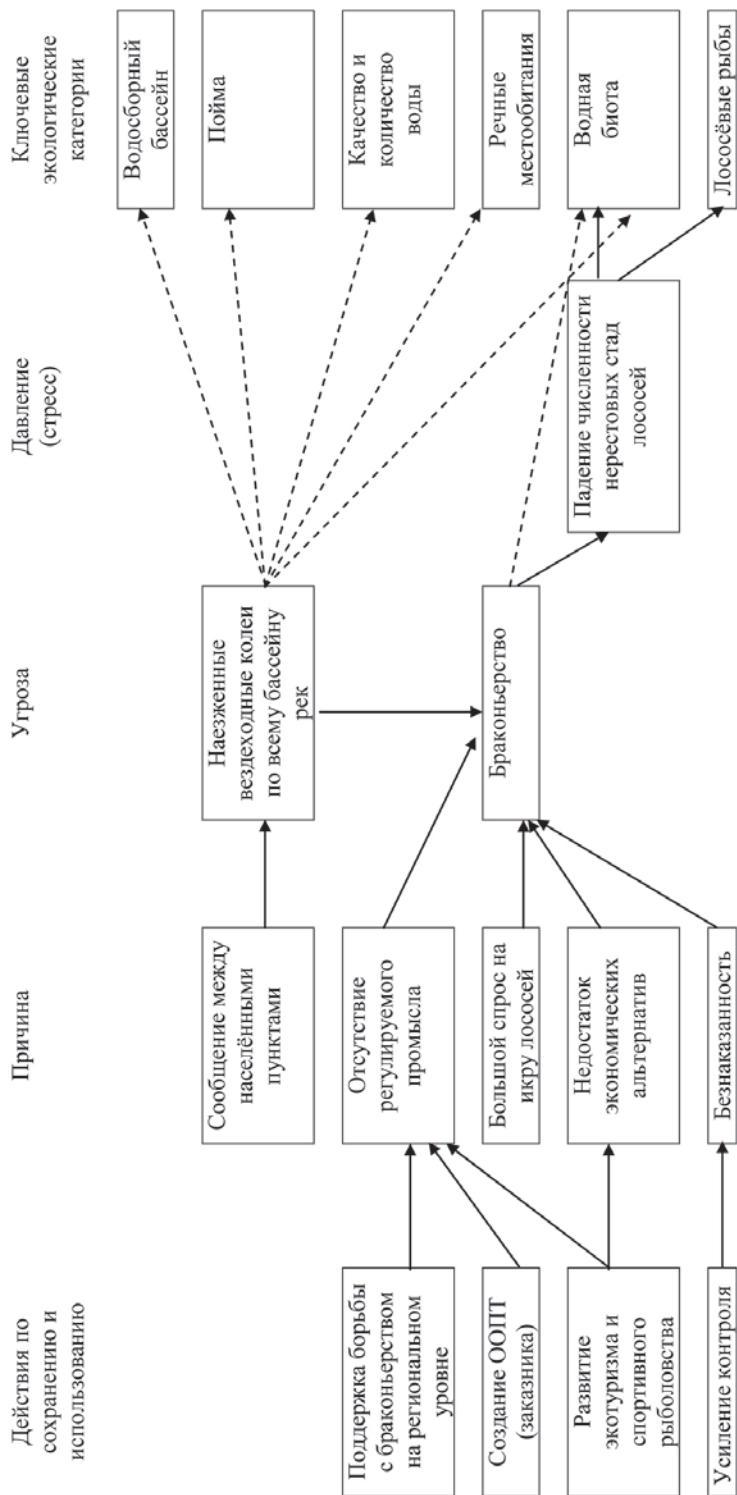 Действия по
сохранению и
использованию
Причина
Угроза
Давление
(стресс)
Ключевые
экологические
категории
Поддержка борьбы
с браконьерством
на региональном
уровне
Создание ООПТ
(заказника)
Развитие
экотуризма и
спортивного
рыболовства
Усиление контроля
Сообщение между
населёнными
пунктами
Отсутствие
регулируемого
промысла
Большой спрос на
икру лососей
Недостаток
экономических
альтернатив
Безнаказанность
Наезженные
вездеходные колеи
по всему бассейну
рек
Браконьерство
Падение численности
нерестовых стад
лососей
Водосборный
бассейн
Пойма
Качество и
количество
воды
Речные
местообитания
Водная
биота
Лососёвые рыбы